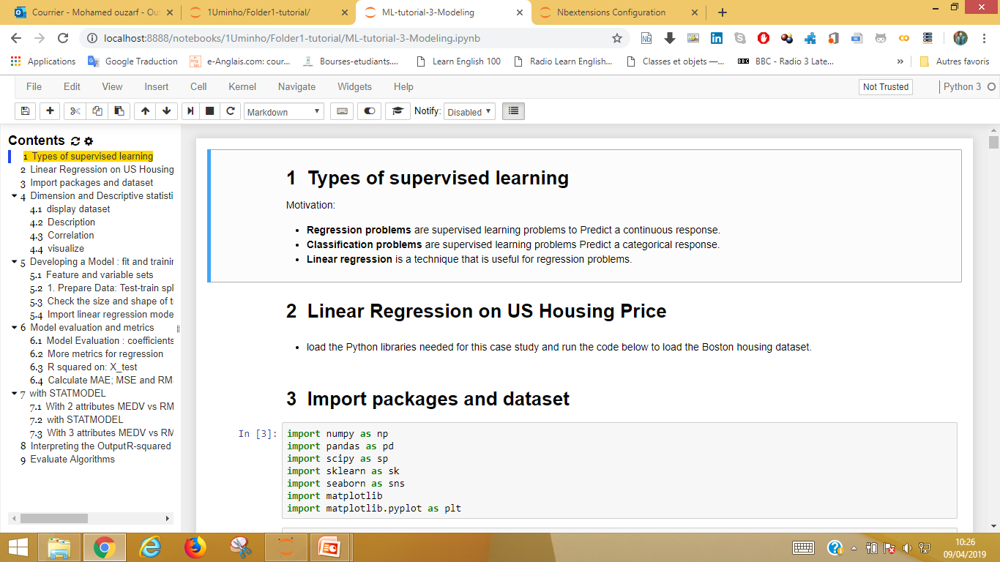 Courrier - Mohamed ouzarf - Ou
1Uminho/Folder1-tutorial/
ML-tutorial-3-Modeling
Nbextensions Configuration
localhost:8888/notebooks/1Uminho/Folder1-tutorial/ML-tutorial-3-Modeling.ipynb
Applications
Google Traduction
e-Anglais.com: cour...
Bourses-etudiants....
Learn English 100
Radio Learn English...
Classes et objets —...
BBC - Radio 3 Late...
»
Autres favoris
File Edit View Insert Cell Kernel Navigate Widgets Help
Not Trusted
Python 3
Markdown
Notify: Disabled
Contents
1 Types of supervised learning
2 Linear Regression on US Housing
3 Import packages and dataset
4 Dimension and Descriptive statisti
4.1 display dataset
4.2 Description
4.3 Correlation
4.4 visualize
5 Developing a Model : fit and trainin
5.1 Feature and variable sets
5.2 1. Prepare Data: Test-train spl
5.3 Check the size and shape of t
5.4 Import linear regression mode
6 Model evaluation and metrics
6.1 Model Evaluation : coefficients
6.2 More metrics for regression
6.3 R squared on: X_test
6.4 Calculate MAE; MSE and RM
7 with STATMODEL
7.1 With 2 attributes MEDV vs RM
7.2 with STATMODEL
7.3 With 3 attributes MEDV vs RM
8 Interpreting the OutputR-squared
9 Evaluate Algorithms
1 Types of supervised learning
Motivation:
• Regression problems are supervised learning problems to Predict a continuous response.
• Classification problems are supervised learning problems Predict a categorical response.
• Linear regression is a technique that is useful for regression problems.
2 Linear Regression on US Housing Price
• load the Python libraries needed for this case study and run the code below to load the Boston housing dataset.
3 Import packages and dataset
In [3]:
import numpy as np
import pandas as pd
import scipy as sp
import sklearn as sk
import seaborn as sns
import matplotlib
import matplotlib.pyplot as plt
10:26
09/04/2019